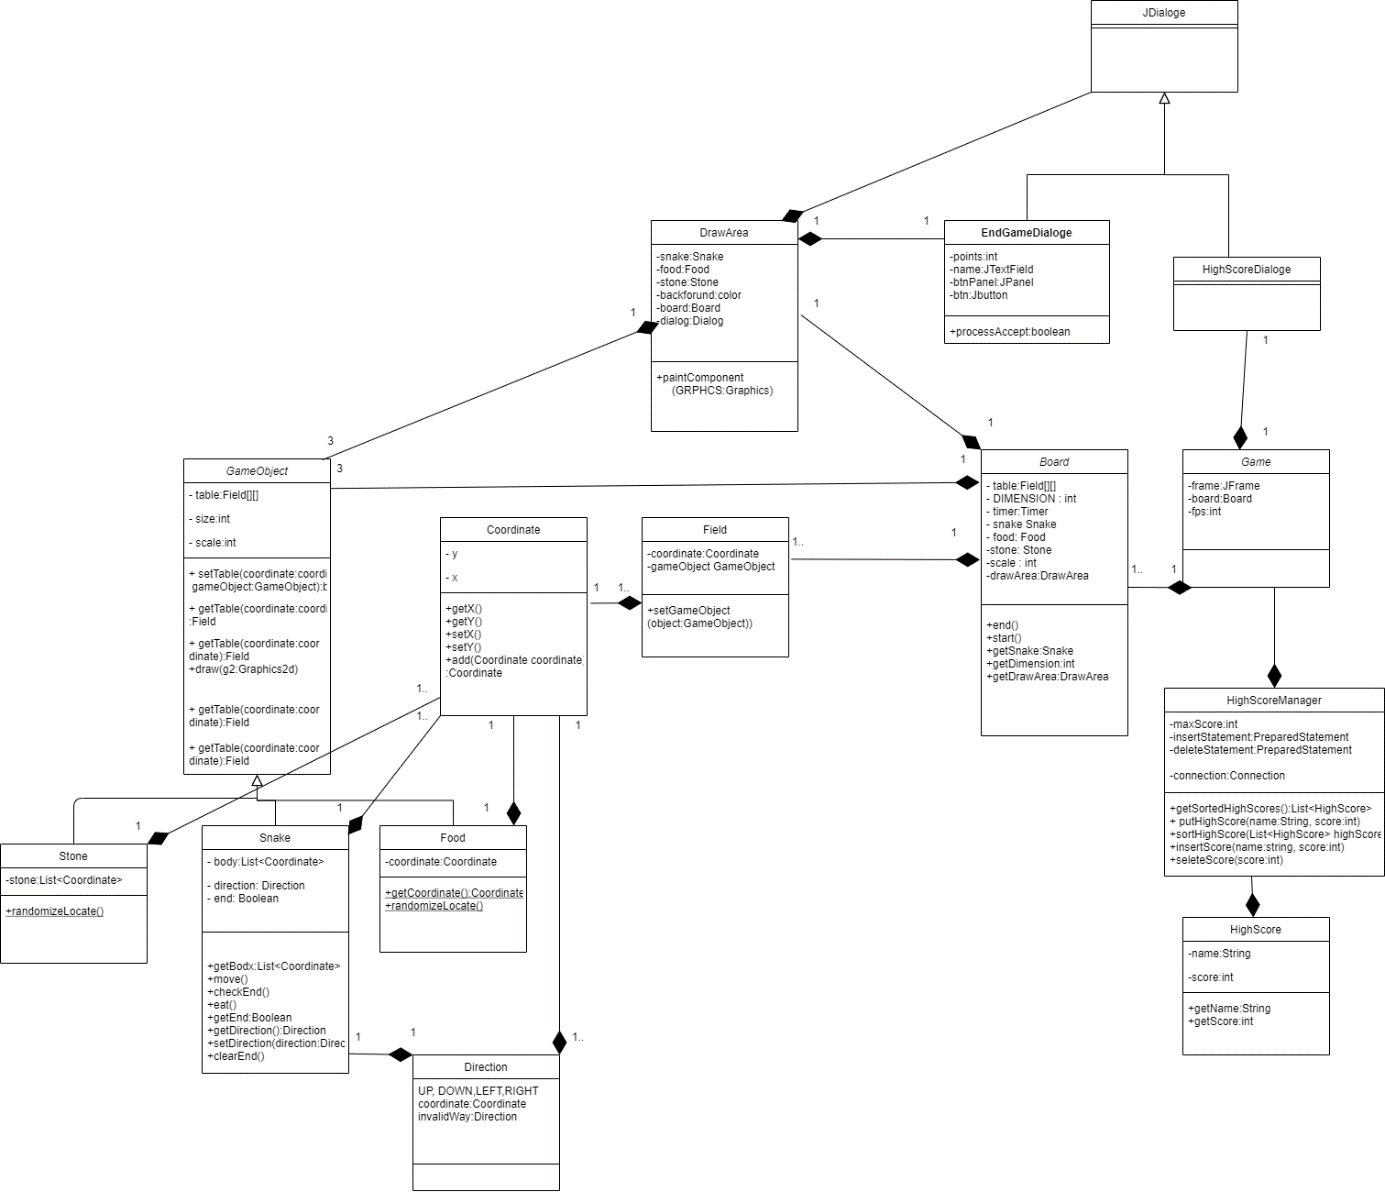 JDialoge
DrawArea
-snake:Snake
-food:Food
-stone:Stone
-backforund:color
-board:Board
-dialog:Dialog
+paintComponent
(GRPHCS:Graphics)
1
1
EndGameDialoge
-points:int
-name:JTextField
-btnPanel:JPanel
-btn:Jbutton
+processAccept:boolean
HighScoreDialoge
1
1
1
3
3
1
1
1
GameObject
- table:Field[][]
- size:int
- scale:int
+ setTable(coordinate:coordi
gameObject:GameObject):b
+ getTable(coordinate:coordi
:Field
+ getTable(coordinate:coor
dinate):Field
+draw(g2:Graphics2d)
+ getTable(coordinate:coor
dinate):Field
+ getTable(coordinate:coor
dinate):Field
Coordinate
- y
- x
+getX()
+getY()
+setX()
+setY()
+add(Coordinate coordinate)
:Coordinate
1
1..
Field
-coordinate:Coordinate
-gameObject GameObject
+setGameObject
(object:GameObject))
1..
1
Board
- table:Field[][]
- DIMENSION : int
- timer:Timer
- snake Snake
- food: Food
-stone: Stone
-scale : int
-drawArea:DrawArea
+end()
+start()
+getSnake:Snake
+getDimension:int
+getDrawArea:DrawArea
1..
1
Game
-frame:JFrame
-board:Board
-fps:int
HighScoreManager
-maxScore:int
-insertStatement:PreparedStatement
-deleteStatement:PreparedStatement
-connection:Connection
+getSortedHighScores():List<HighScore>
+ putHighScore(name:String, score:int)
+sortHighScore(List<HighScore> highScore
+insertScore(name:string, score:int)
+seleteScore(score:int)
HighScore
-name:String
-score:int
+getName:String
+getScore:int
1..
1..
1
1
1
1
1
Stone
-stone:List<Coordinate>
+randomizeLocate()
Snake
- body:List<Coordinate>
- direction: Direction
- end: Boolean
+getBodx:List<Coordinate>
+move()
+checkEnd()
+eat()
+getEnd:Boolean
+getDirection():Direction
+setDirection(direction:Direc
+clearEnd()
Food
-coordinate:Coordinate
+getCoordinate():Coordinate
+randomizeLocate()
1
1
1..
Direction
UP, DOWN,LEFT,RIGHT
coordinate:Coordinate
invalidWay:Direction